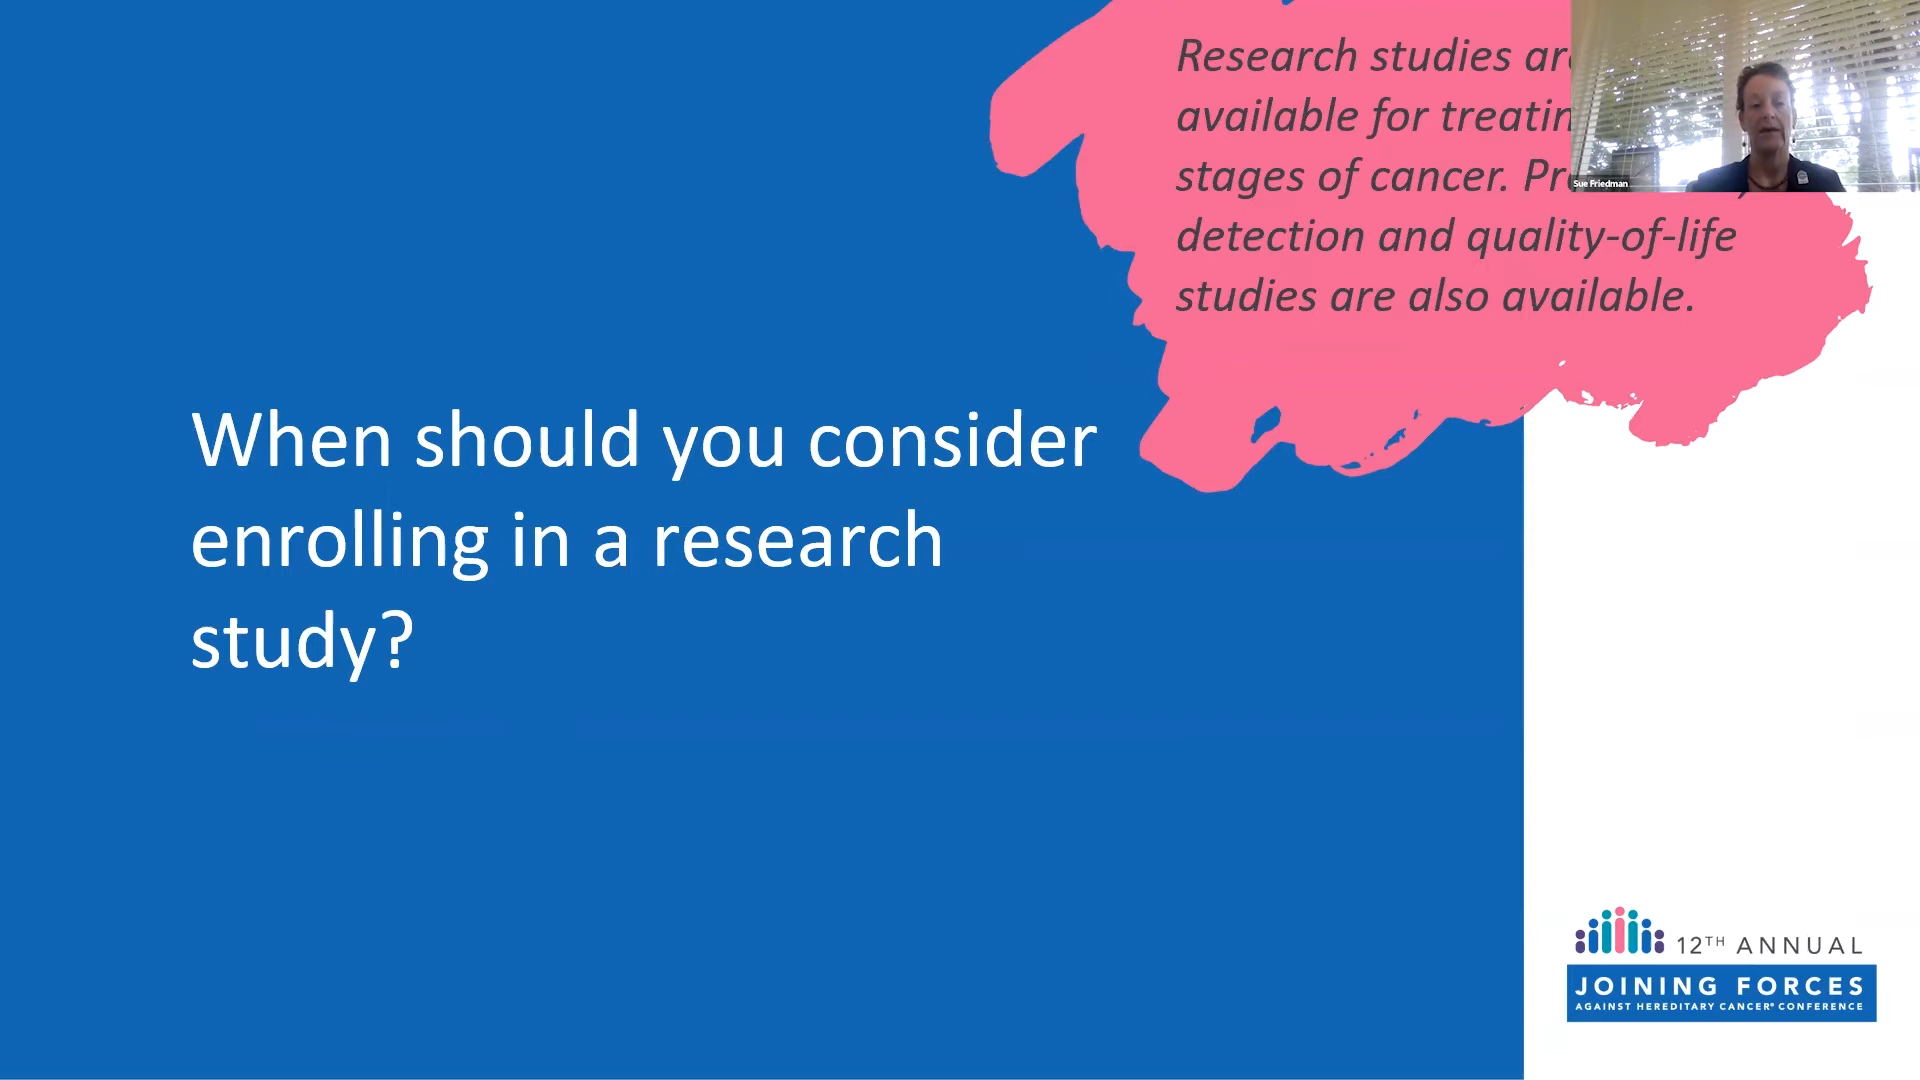 Research studies are
available for treatin
stages of cancer. Pr
detection and quality-of-life
studies are also available.
Sue Friedman
When should you consider
enrolling in a research
study?
12TH ANNUAL
JOINING FORCES
AGAINST HEREDITARY CANCER® CONFERENCE